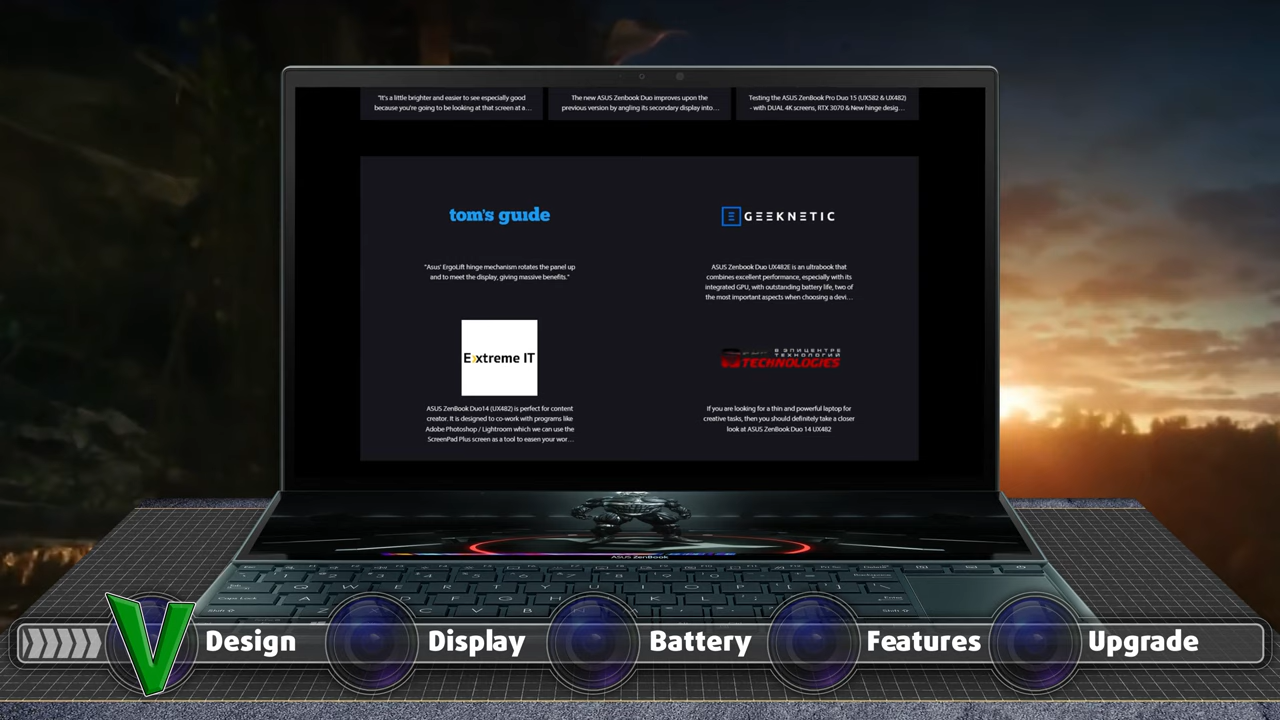 "It's a little brighter and easier to see especially good
because you're going to be looking at that screen at a...
The new ASUS Zenbook Duo improves upon the
previous version by angling its secondary display into...
Testing the ASUS ZenBook Pro Duo 15 (UX582 & UX482)
- with DUAL 4K screens, RTX 3070 & New hinge desig...
tom's guide
GEEKNETIC
"Asus' ErgoLift hinge mechanism rotates the panel up
and to meet the display, giving massive benefits."
ASUS Zenbook Duo UX482E is an ultrabook that
combines excellent performance, especially with its
integrated GPU, with outstanding battery life, two of
the most important aspects when choosing a devi...
Extreme IT
В ЭПИЦЕНТРЕ
ТЕХНОЛОГИЙ
TECHNOLOGIES
ASUS ZenBook Duo14 (UX482) is perfect for content
creator. It is designed to co-work with programs like
Adobe Photoshop / Lightroom which we can use the
ScreenPad Plus screen as a tool to easen your wor...
If you are looking for a thin and powerful laptop for
creative tasks, then you should definitely take a closer
look at ASUS ZenBook Duo 14 UX482
ASUS ZenBook
Design
Display
Battery
Features
Upgrade